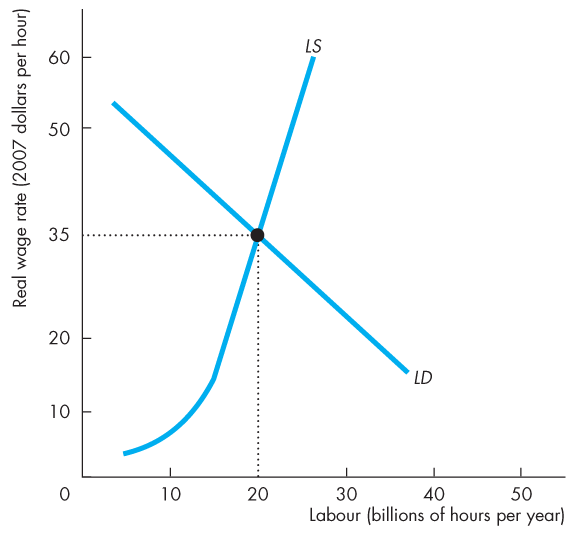 Real wage rate (2007 dollars per hour)
60
50
35
20
10
LS
LD
0
10
20
30
40
50
Labour (billions of hours per year)